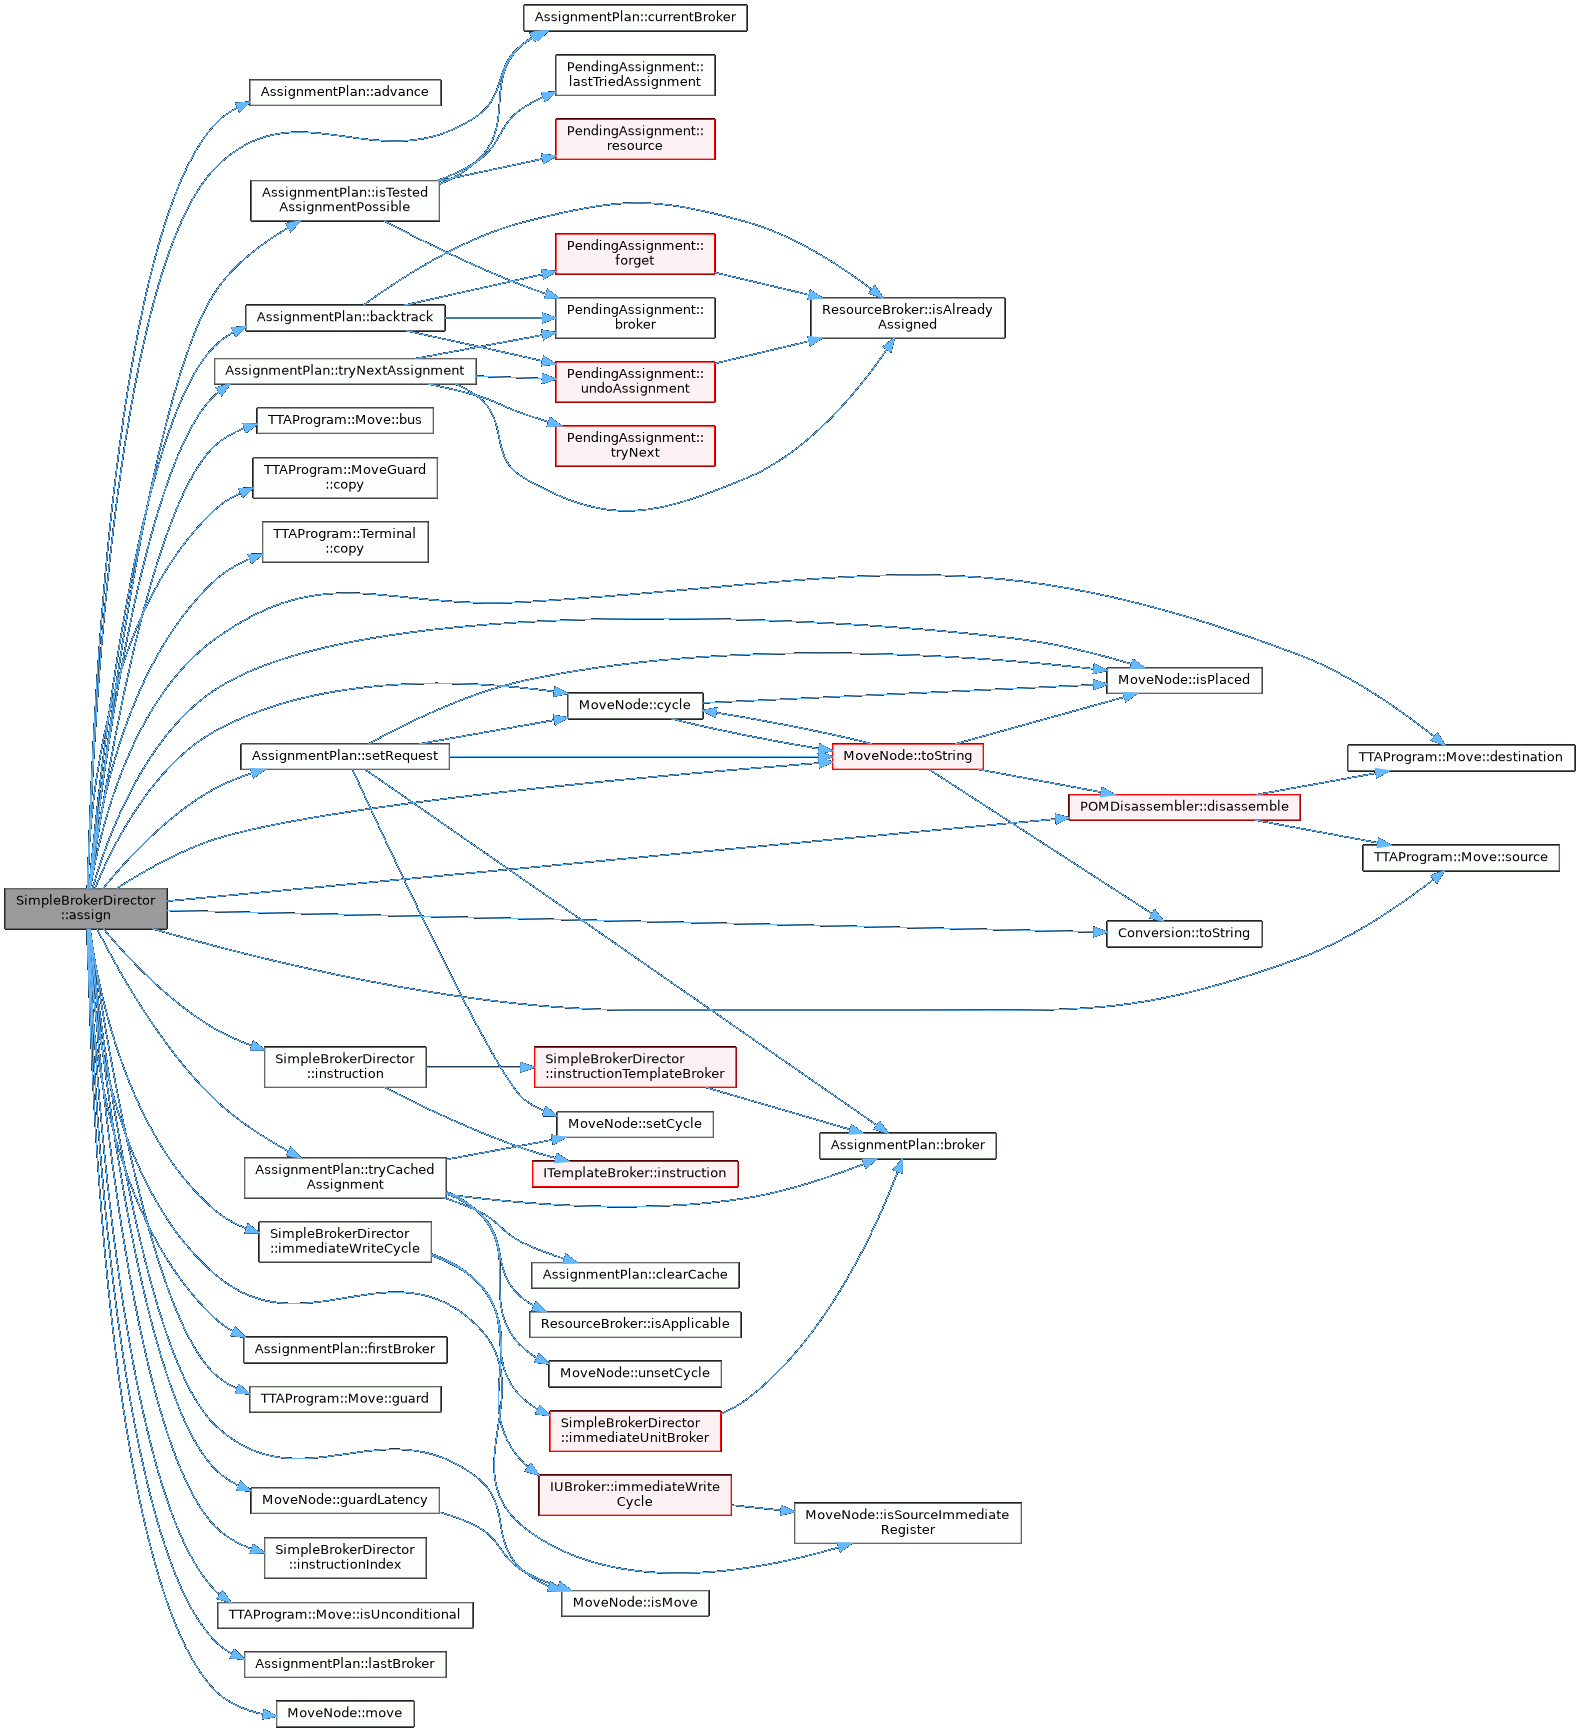 AssignmentPlan::currentBroker
PendingAssignment::
lastTriedAssignment
AssignmentPlan::advance
PendingAssignment::
resource
AssignmentPlan::isTested
AssignmentPossible
PendingAssignment::
forget
AssignmentPlan::backtrack
PendingAssignment::
broker
ResourceBroker::isAlready
Assigned
AssignmentPlan::tryNextAssignment
PendingAssignment::
undoAssignment
TTAProgram::Move::bus
PendingAssignment::
tryNext
TTAProgram::MoveGuard
::copy
TTAProgram::Terminal
::copy
MoveNode::isPlaced
MoveNode::cycle
AssignmentPlan::setRequest
MoveNode::toString
TTAProgram::Move::destination
POMDisassembler::disassemble
TTAProgram::Move::source
SimpleBrokerDirector
::assign
Conversion::toString
SimpleBrokerDirector
::instruction
SimpleBrokerDirector
::instructionTemplateBroker
MoveNode::setCycle
AssignmentPlan::broker
AssignmentPlan::tryCached
Assignment
ITemplateBroker::instruction
SimpleBrokerDirector
::immediateWriteCycle
AssignmentPlan::clearCache
ResourceBroker::isApplicable
AssignmentPlan::firstBroker
MoveNode::unsetCycle
TTAProgram::Move::guard
SimpleBrokerDirector
::immediateUnitBroker
MoveNode::guardLatency
IUBroker::immediateWrite
Cycle
MoveNode::isSourceImmediate
Register
SimpleBrokerDirector
::instructionIndex
MoveNode::isMove
TTAProgram::Move::isUnconditional
AssignmentPlan::lastBroker
MoveNode::move